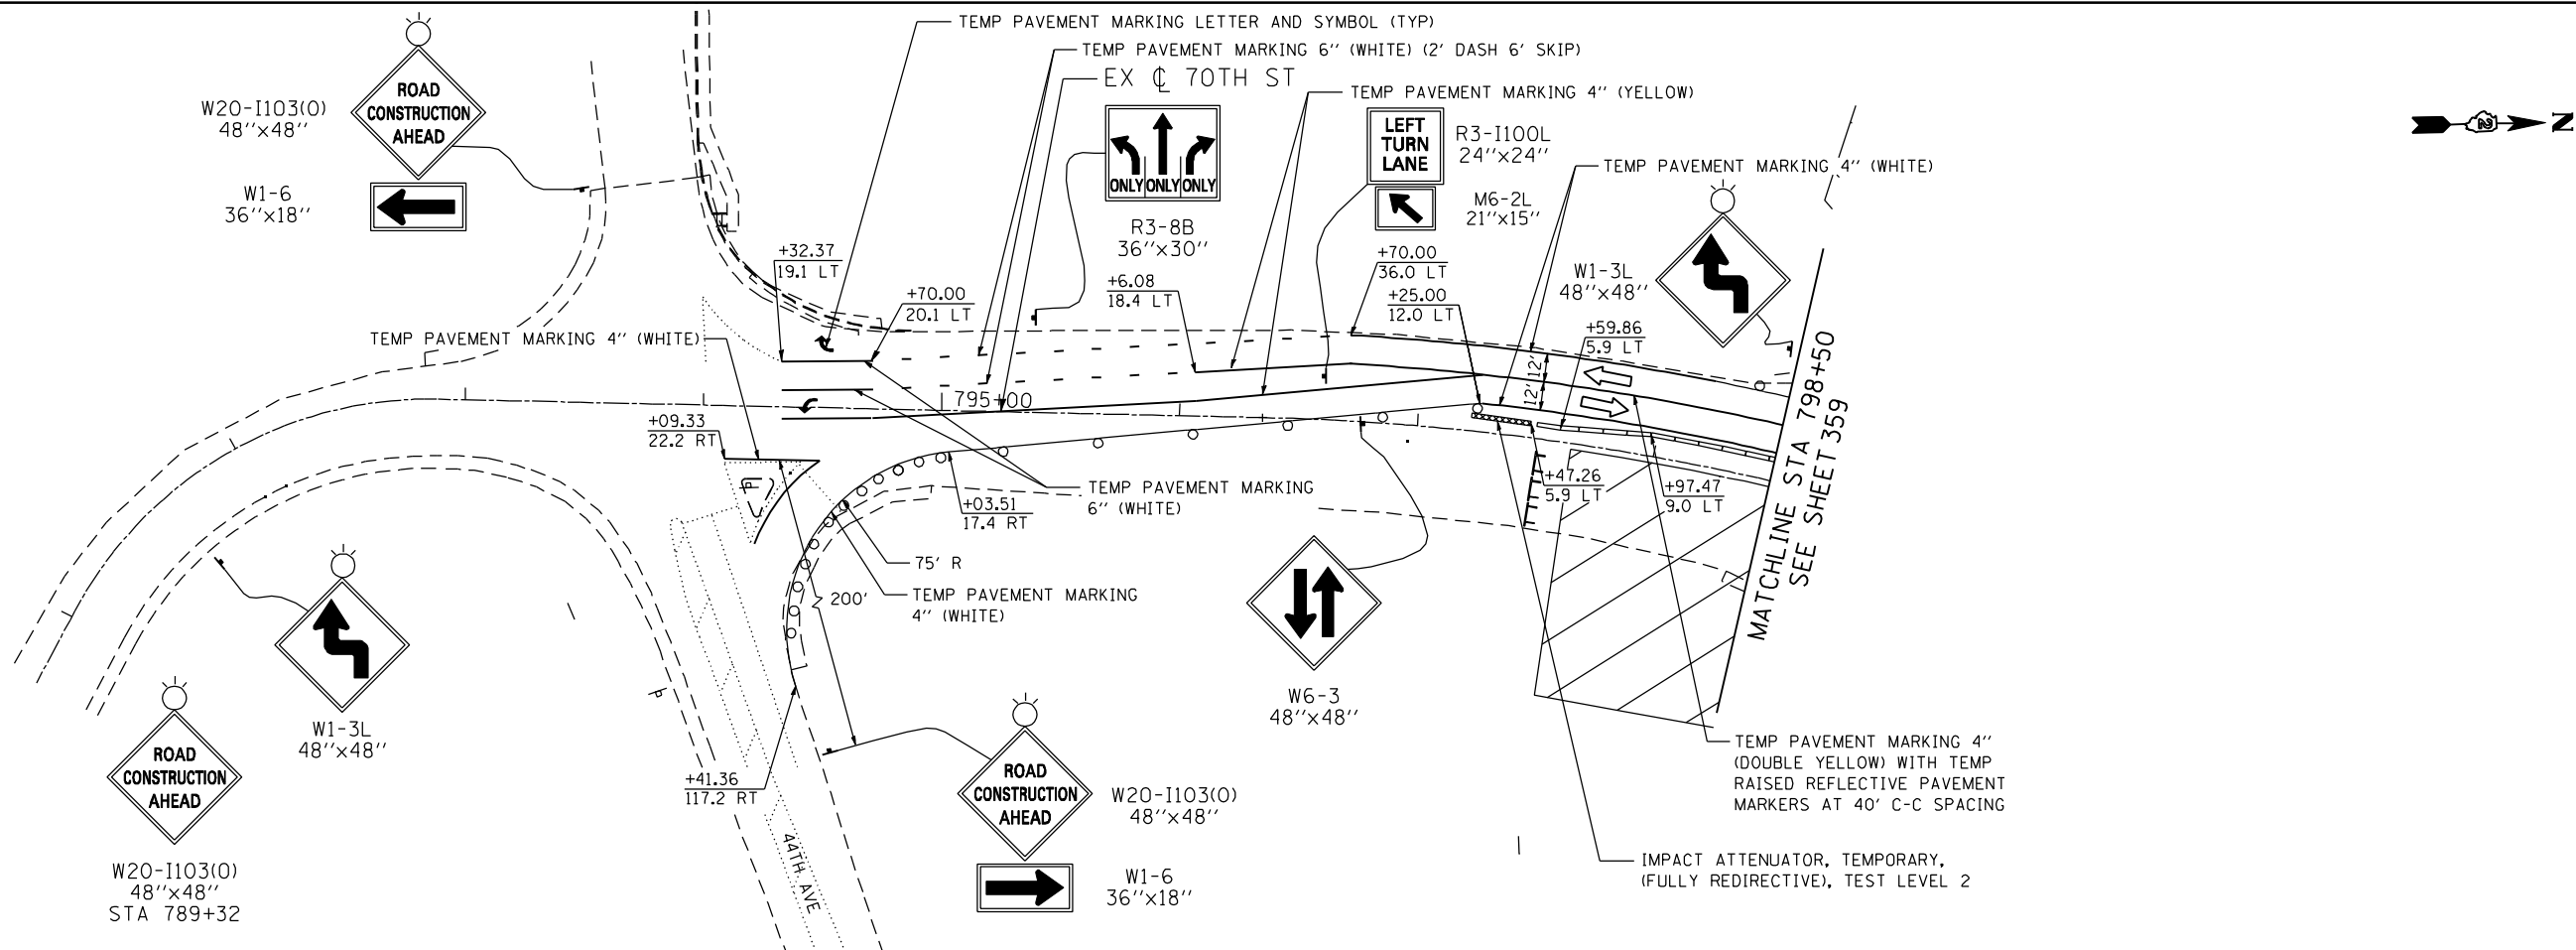 TEMP PAVEMENT MARKING LETTER AND SYMBOL (TYP)
TEMP PAVEMENT MARKING 6'' (WHITE) (2' DASH 6' SKIP)
EX ℄ 70TH ST
TEMP PAVEMENT MARKING 4'' (YELLOW)
ROAD
CONSTRUCTION
AHEAD
W20-I103(O)
48''x48''
W1-6
36''x18''
ONLY ONLY ONLY
R3-8B
36''x30''
LEFT
TURN
LANE
R3-I100L
24''x24''
M6-2L
21''x15''
TEMP PAVEMENT MARKING 4'' (WHITE)
N
W1-3L
48''x48''
+32.37
19.1 LT
+70.00
20.1 LT
+6.08
18.4 LT
+70.00
36.0 LT
+25.00
12.0 LT
+59.86
5.9 LT
TEMP PAVEMENT MARKING 4'' (WHITE)
12' 12'
795+00
MATCHLINE STA 798+50
SEE SHEET 359
+09.33
22.2 RT
+03.51
17.4 RT
TEMP PAVEMENT MARKING
6'' (WHITE)
+47.26
5.9 LT
+97.47
9.0 LT
75' R
TEMP PAVEMENT MARKING
4'' (WHITE)
200'
W1-3L
48''x48''
W6-3
48''x48''
ROAD
CONSTRUCTION
AHEAD
W20-I103(O)
48''x48''
STA 789+32
+41.36
117.2 RT
44TH AVE
ROAD
CONSTRUCTION
AHEAD
W20-I103(O)
48''x48''
W1-6
36''x18''
TEMP PAVEMENT MARKING 4''
(DOUBLE YELLOW) WITH TEMP
RAISED REFLECTIVE PAVEMENT
MARKERS AT 40' C-C SPACING
IMPACT ATTENUATOR, TEMPORARY,
(FULLY REDIRECTIVE), TEST LEVEL 2